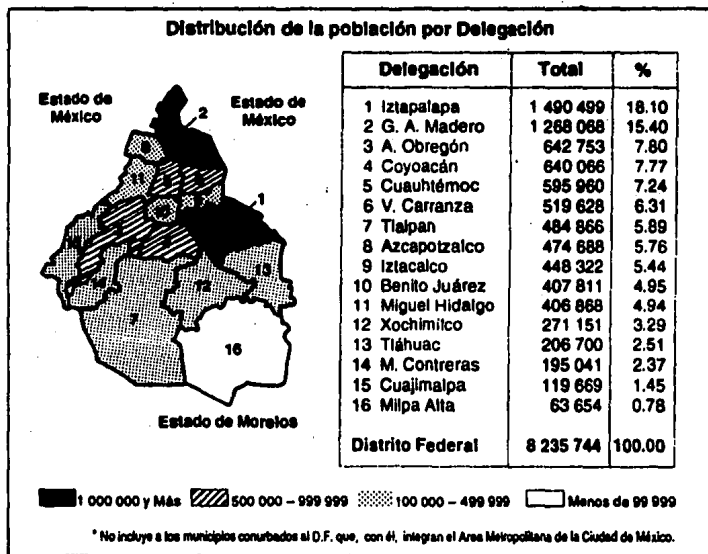 Distribución de la población por Delegación
Estado de México
Estado de México
2
8
11
1
13
12
7
16
Estado de Morelos
Delegación Total %
1 Iztapalapa 1 490 499 18.10
2 G. A. Madero 1 268 068 15.40
3 A. Obregón 642 753 7.80
4 Coyoacán 640 066 7.77
5 Cuauhtémoc 595 960 7.24
6 V. Carranza 519 628 6.31
7 Tlalpan 484 866 5.89
8 Azcapotzalco 474 688 5.76
9 Iztacalco 448 322 5.44
10 Benito Juárez 407 811 4.95
11 Miguel Hidalgo 406 868 4.94
12 Xochimilco 271 151 3.29
13 Tláhuac 206 700 2.51
14 M. Contreras 195 041 2.37
15 Cuajimalpa 119 669 1.45
16 Milpa Alta 63 654 0.78
Distrito Federal 8 235 744 100.00
1 000 000 y Más 500 000 – 999 999 100 000 – 499 999 Menos de 99 999
* No incluye a los municipios conurbados al D.F. que, con él, integran el Area Metropolitana de la Ciudad de México.